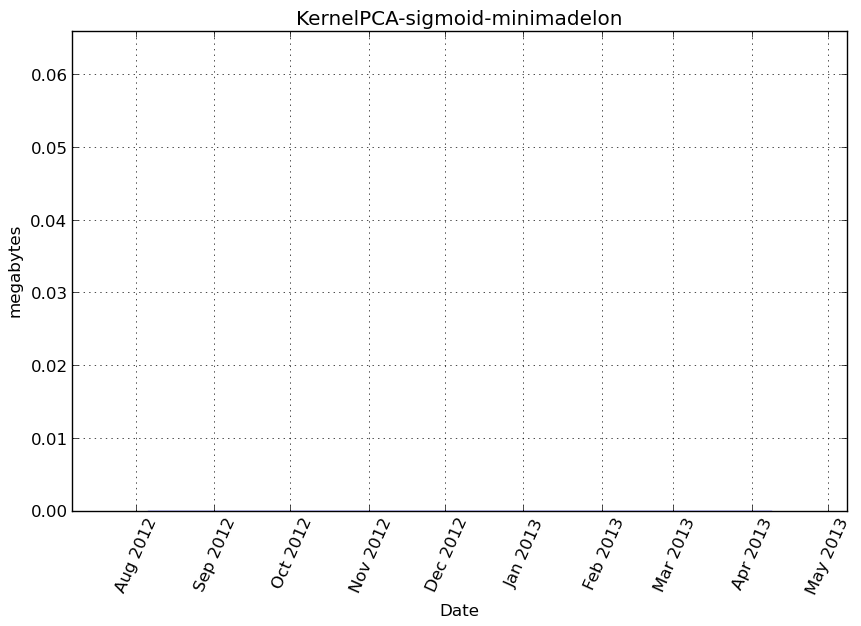 KernelPCA-sigmoid-minimadelon
0.06
0.05
0.04
0.03
0.02
0.01
0.00
megabytes
Aug 2012
Sep 2012
Oct 2012
Nov 2012
Dec 2012
Jan 2013
Feb 2013
Mar 2013
Apr 2013
May 2013
Date